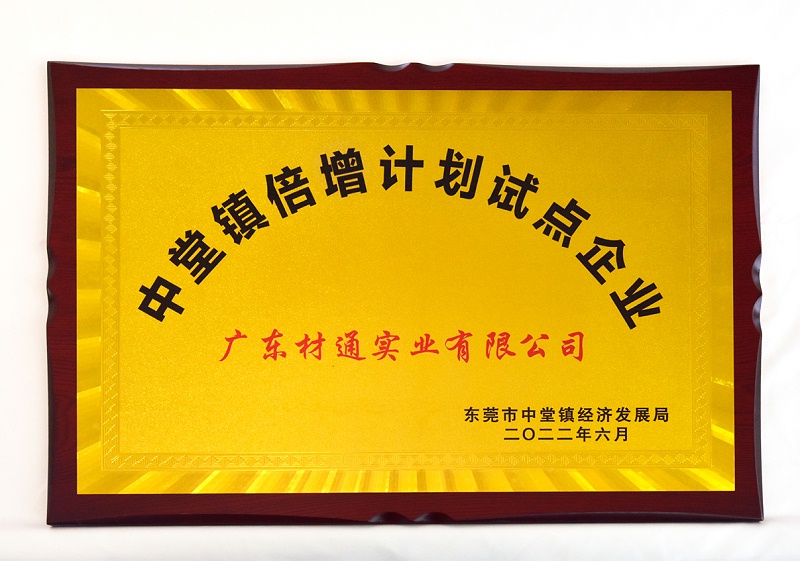 中堂镇倍增计划试点企业
广东材通实业有限公司
东莞市中堂镇经济发展局
二〇二二年六月